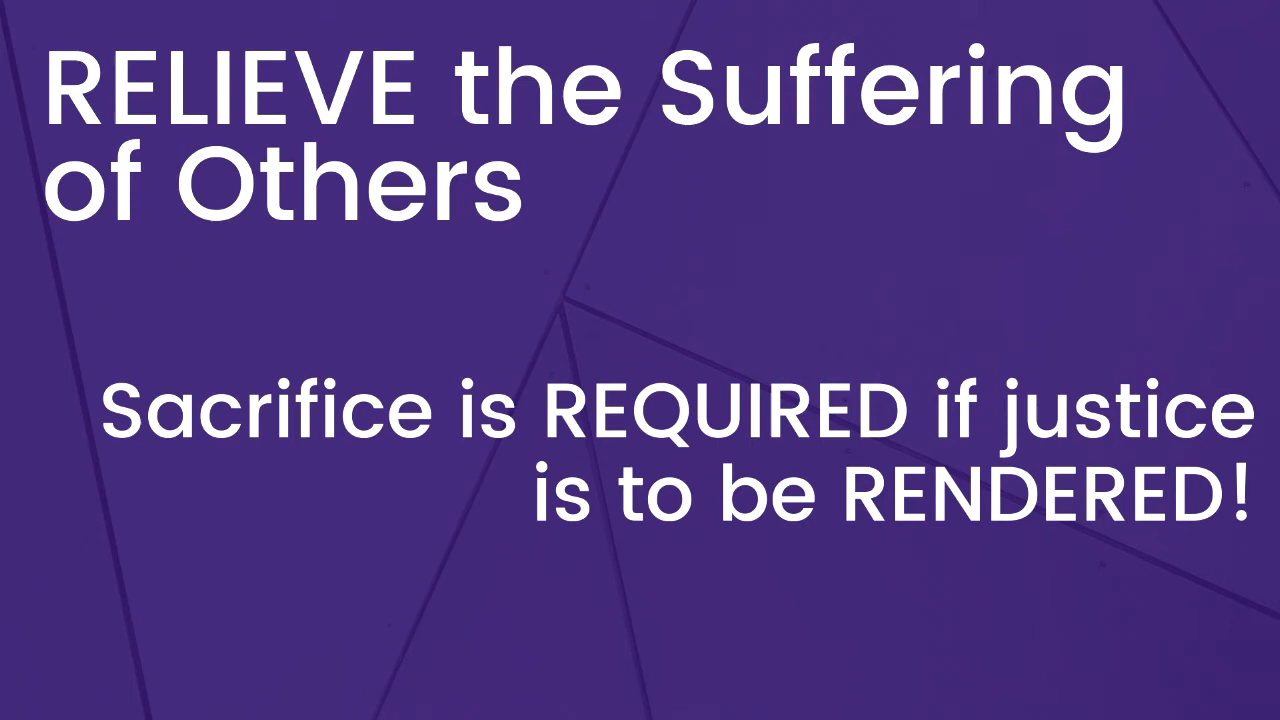 RELIEVE the Suffering
of Others
Sacrifice is REQUIRED if justice
is to be RENDERED!